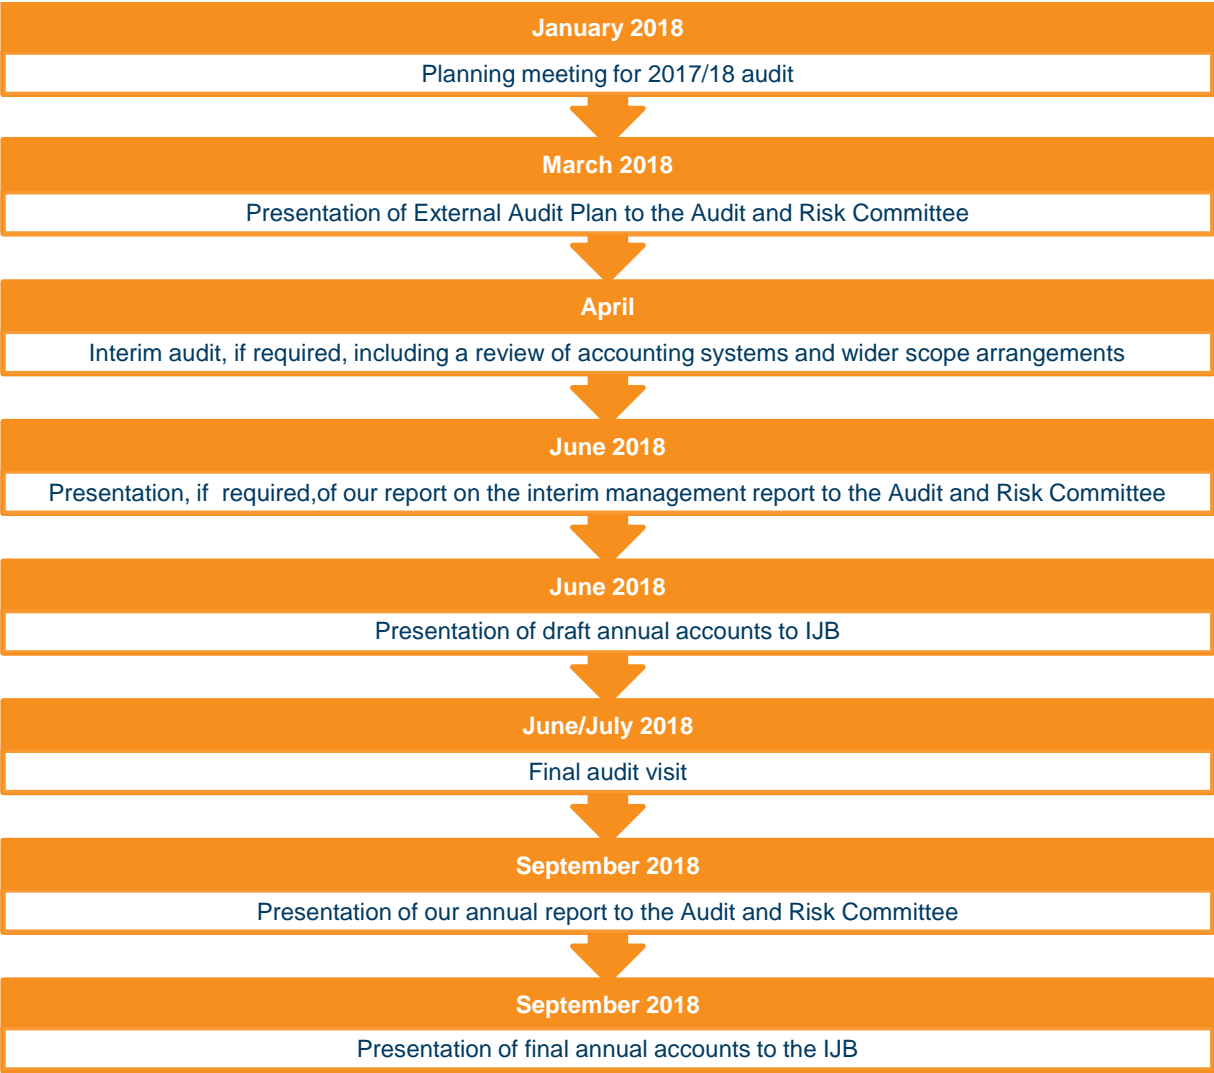 January 2018
Planning meeting for 2017/18 audit
March 2018
Presentation of External Audit Plan to the Audit and Risk Committee
April
Interim audit, if required, including a review of accounting systems and wider scope arrangements
June 2018
Presentation, if  required,of our report on the interim management report to the Audit and Risk Committee
June 2018
Presentation of draft annual accounts to IJB
June/July 2018
Final audit visit
September 2018
Presentation of our annual report to the Audit and Risk Committee
September 2018
Presentation of final annual accounts to the IJB